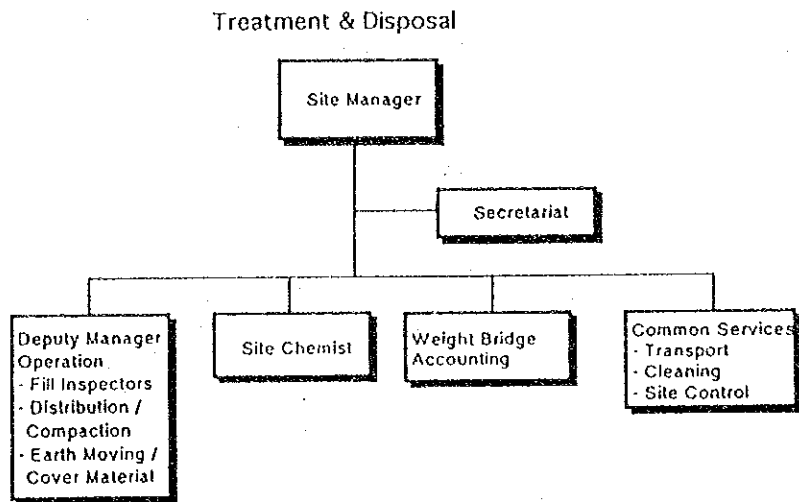 Treatment & Disposal
Site Manager
Secretariat
Deputy Manager
Operation
- Fill Inspectors
- Distribution /
Compaction
- Earth Moving /
Cover Material
Site Chemist
Weight Bridge
Accounting
Common Services
- Transport
- Cleaning
- Site Control